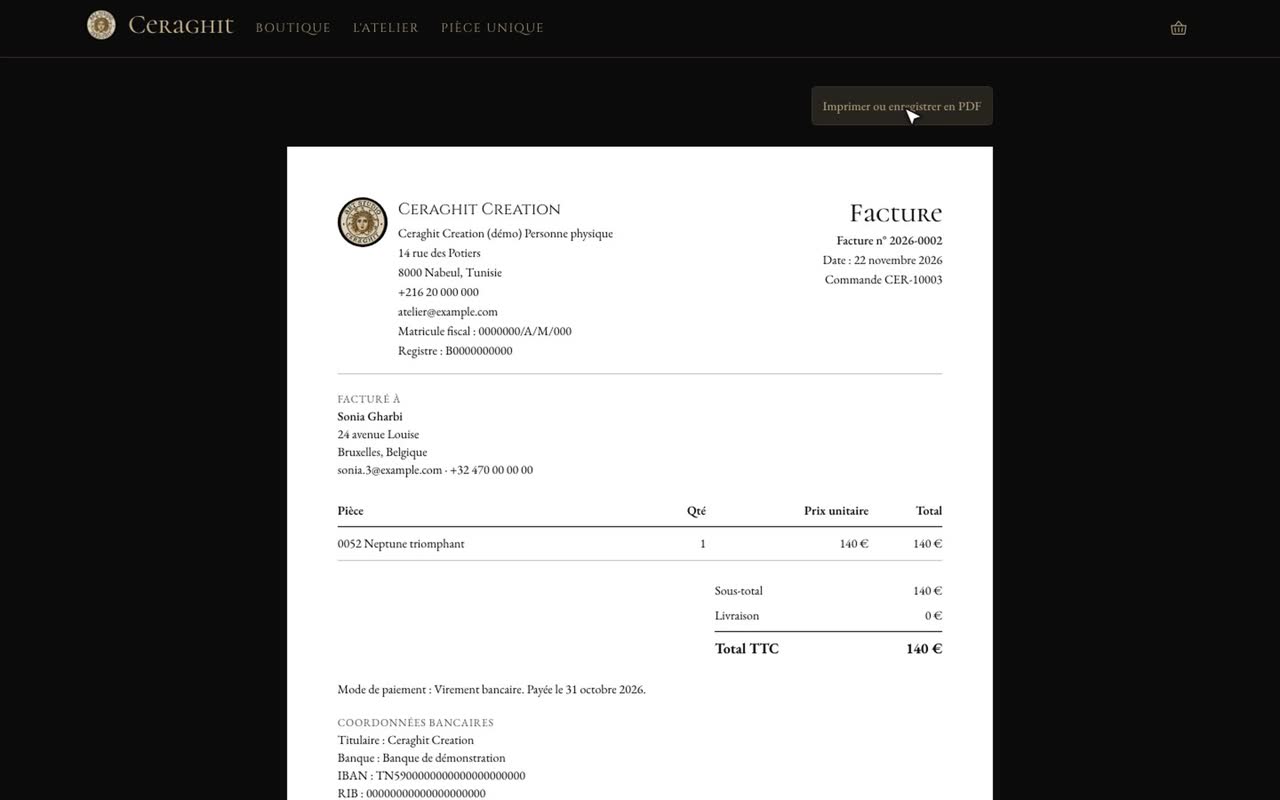 Ceraghit BOUTIQUE L'ATELIER PIÈCE UNIQUE
Imprimer ou enregistrer en PDF
ART STUDIO
CERAGHIT
Ceraghit Creation
Ceraghit Creation (démo) Personne physique
14 rue des Potiers
8000 Nabeul, Tunisie
+216 20 000 000
atelier@example.com
Matricule fiscal : 0000000/A/M/000
Registre : B0000000000
Facture
Facture n° 2026-0002
Date : 22 novembre 2026
Commande CER-10003
FACTURÉ À
Sonia Gharbi
24 avenue Louise
Bruxelles, Belgique
sonia.3@example.com · +32 470 00 00 00
Pièce Qté Prix unitaire Total
0052 Neptune triomphant 1 140 € 140 €
Sous-total 140 €
Livraison 0 €
Total TTC 140 €
Mode de paiement : Virement bancaire. Payée le 31 octobre 2026.
COORDONNÉES BANCAIRES
Titulaire : Ceraghit Creation
Banque : Banque de démonstration
IBAN : TN5900000000000000000000
RIB : 00000000000000000000